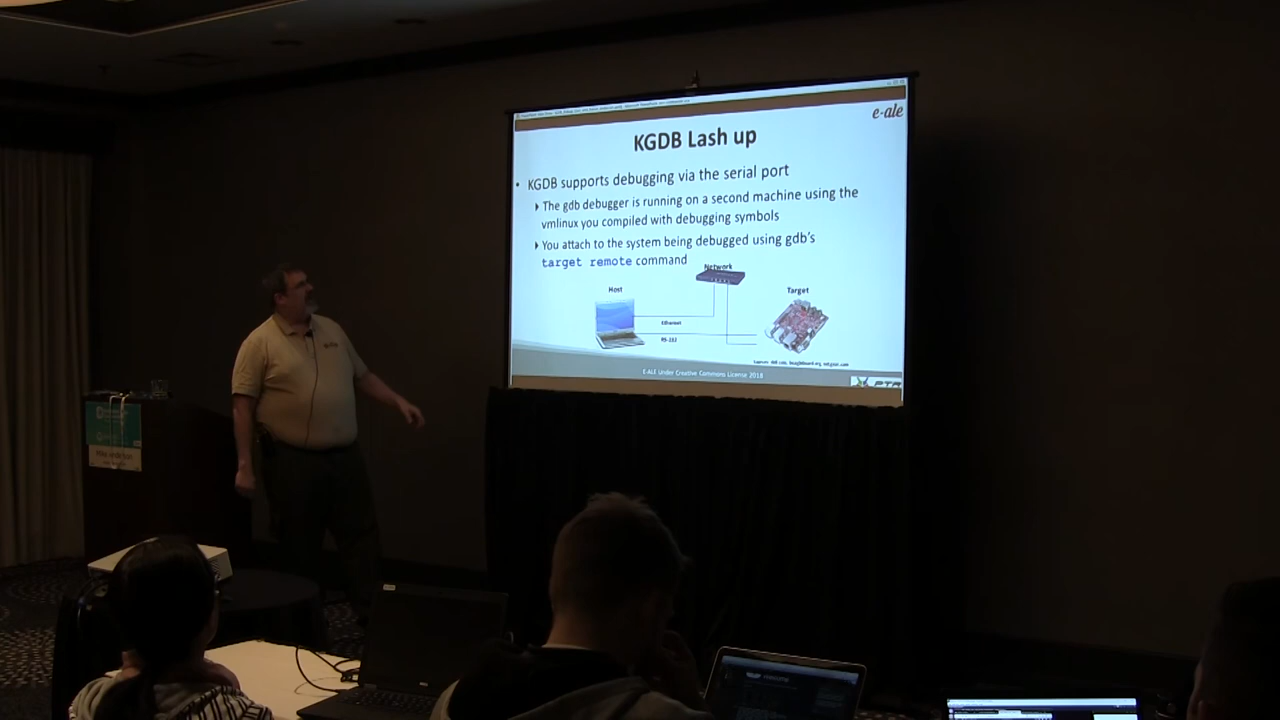 e-ale
KGDB Lash up
• KGDB supports debugging via the serial port
The gdb debugger is running on a second machine using the
vmlinux you compiled with debugging symbols
You attach to the system being debugged using gdb's
target remote command
Network
Host
Target
Ethernet
RS-232
E-ALE Under Creative Commons License 2018
Mike Anderson